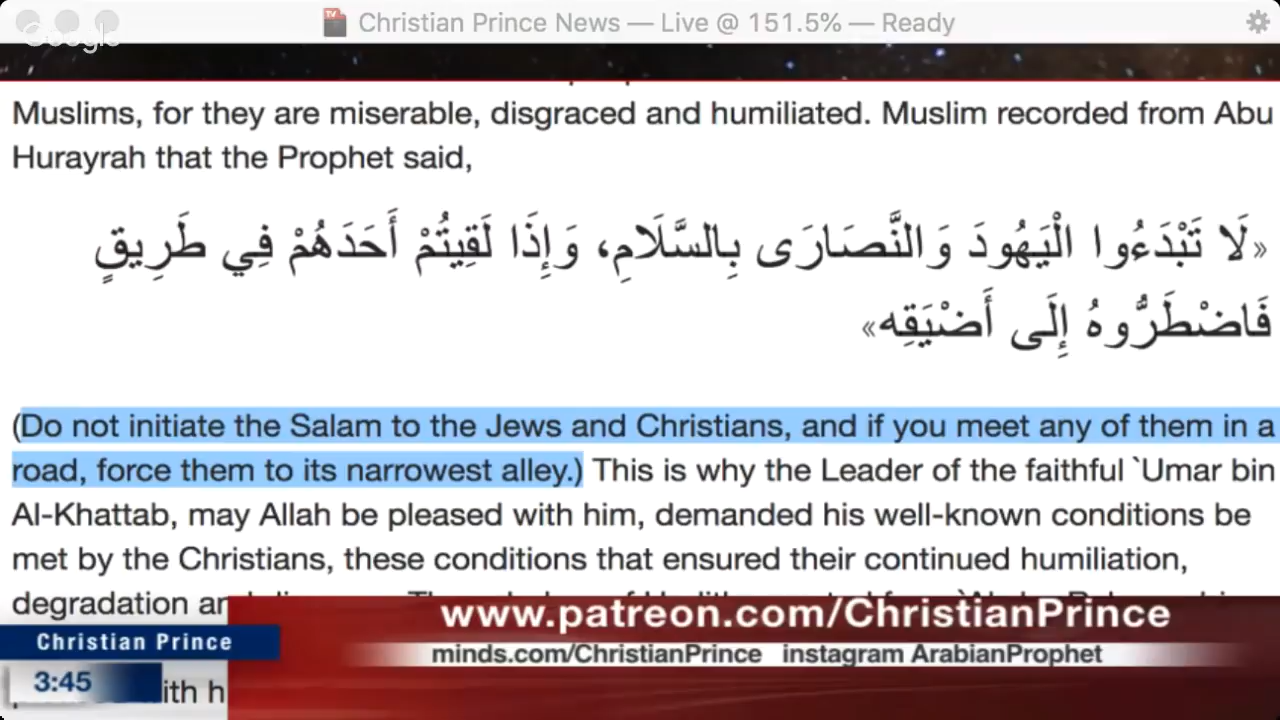 Christian Prince News — Live @ 151.5% — Ready
Google
Muslims, for they are miserable, disgraced and humiliated. Muslim recorded from Abu
Hurayrah that the Prophet said,
«لَا تَبْدَءُوا الْيَهُودَ وَالنَّصَارَى بِالسَّلَامِ، وَإِذَا لَقِيتُمْ أَحَدَهُمْ فِي طَرِيقٍ
فَاضْطَرُّوهُ إِلَى أَضْيَقِه»
(Do not initiate the Salam to the Jews and Christians, and if you meet any of them in a
road, force them to its narrowest alley.) This is why the Leader of the faithful `Umar bin
Al-Khattab, may Allah be pleased with him, demanded his well-known conditions be
met by the Christians, these conditions that ensured their continued humiliation,
degradation
www.patreon.com/ChristianPrince
Christian Prince
minds.com/ChristianPrince instagram ArabianProphet
3:45
ith h